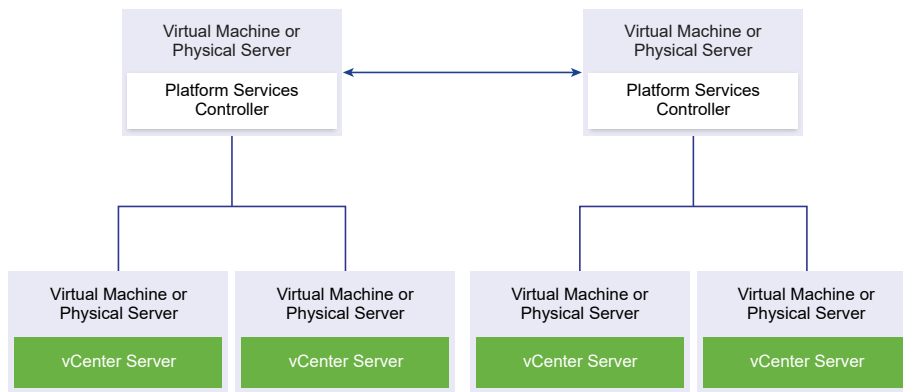 Virtual Machine or
Physical Server
Platform Services
Controller
Virtual Machine or
Physical Server
Platform Services
Controller
Virtual Machine or
Physical Server
vCenter Server
Virtual Machine or
Physical Server
vCenter Server
Virtual Machine or
Physical Server
vCenter Server
Virtual Machine or
Physical Server
vCenter Server